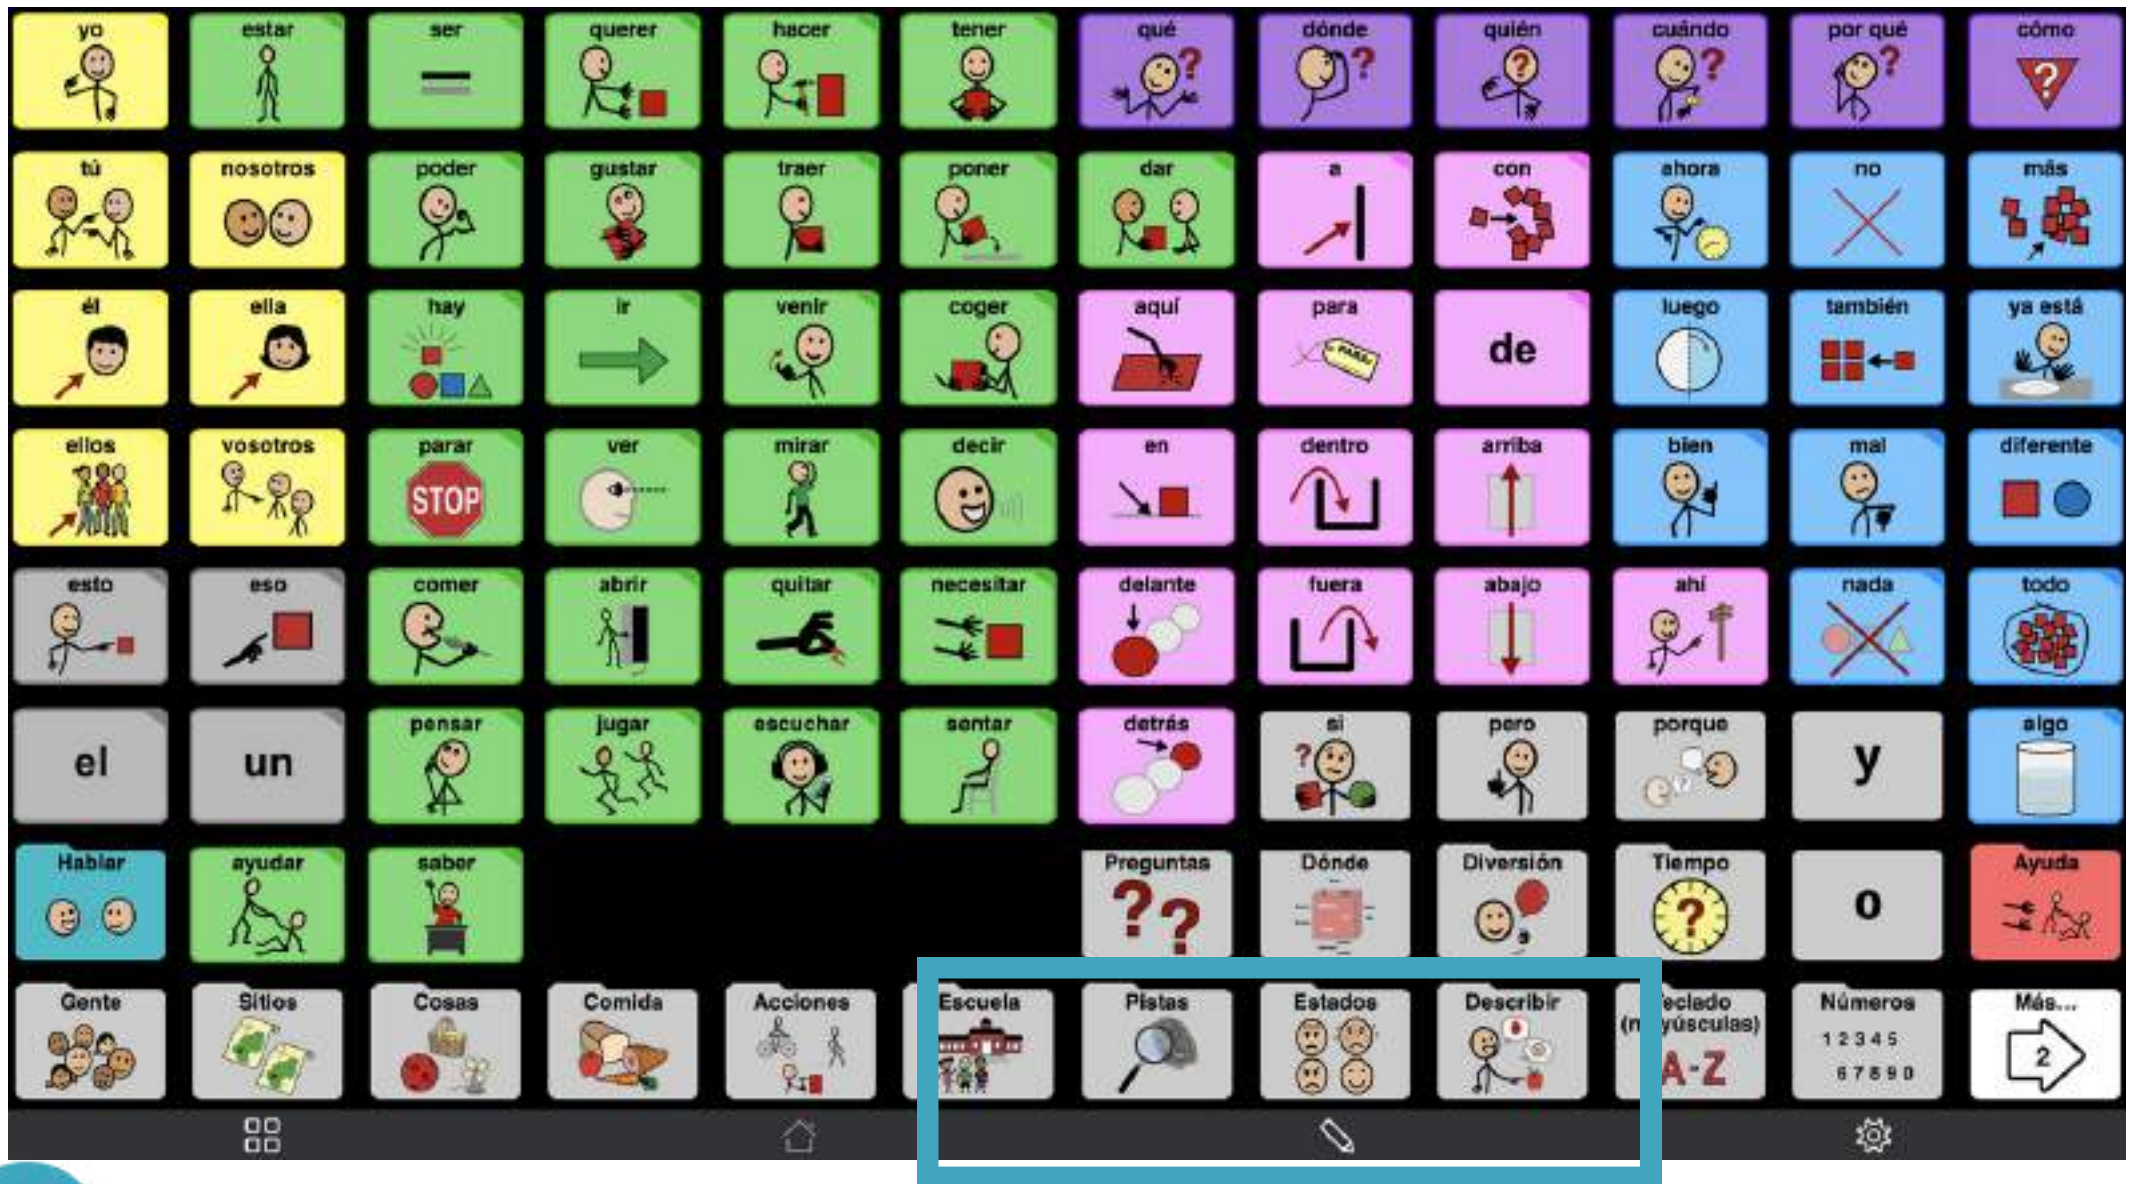 yo estar ser querer hacer tener qué dónde quién cuándo por qué cómo
tú nosotros poder gustar traer poner dar a con ahora no más
él ella hay ir venir coger aquí para de luego también ya está
PARA:
ellos vosotros parar ver mirar decir en dentro arriba bien mal diferente
STOP
esto eso comer abrir quitar necesitar delante fuera abajo ahí nada todo
el un pensar jugar escuchar sentar detrás si pero porque y algo
Hablar ayudar saber Preguntas Dónde Diversión Tiempo o Ayuda
Gente Sitios Cosas Comida Acciones Escuela Pistas Estados Describir Teclado Números Más...
(mayúsculas)
A-Z
1 2 3 4 5
6 7 8 9 0
2